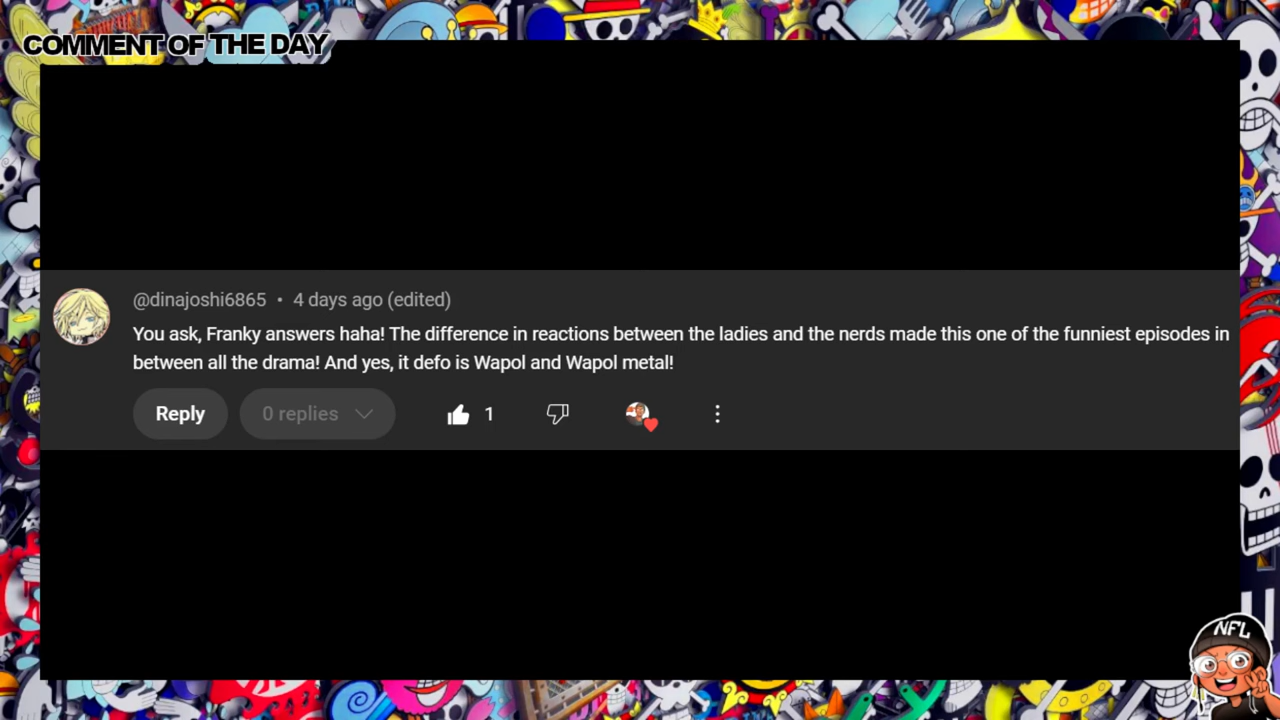 COMMENT OF THE DAY
@dinajoshi6865 • 4 days ago (edited)
You ask, Franky answers haha! The difference in reactions between the ladies and the nerds made this one of the funniest episodes in
between all the drama! And yes, it defo is Wapol and Wapol metal!
Reply 0 replies 1
NFL